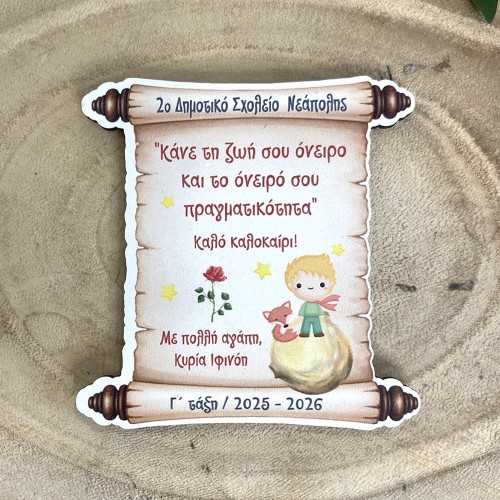 2ο Δημοτικό Σχολείο Νεάπολης
"Κάνε τη ζωή σου όνειρο
και το όνειρό σου
πραγματικότητα"
Καλό καλοκαίρι!
Με πολλή αγάπη,
Κυρία Ιφινόη
Γ΄ τάξη / 2025 - 2026